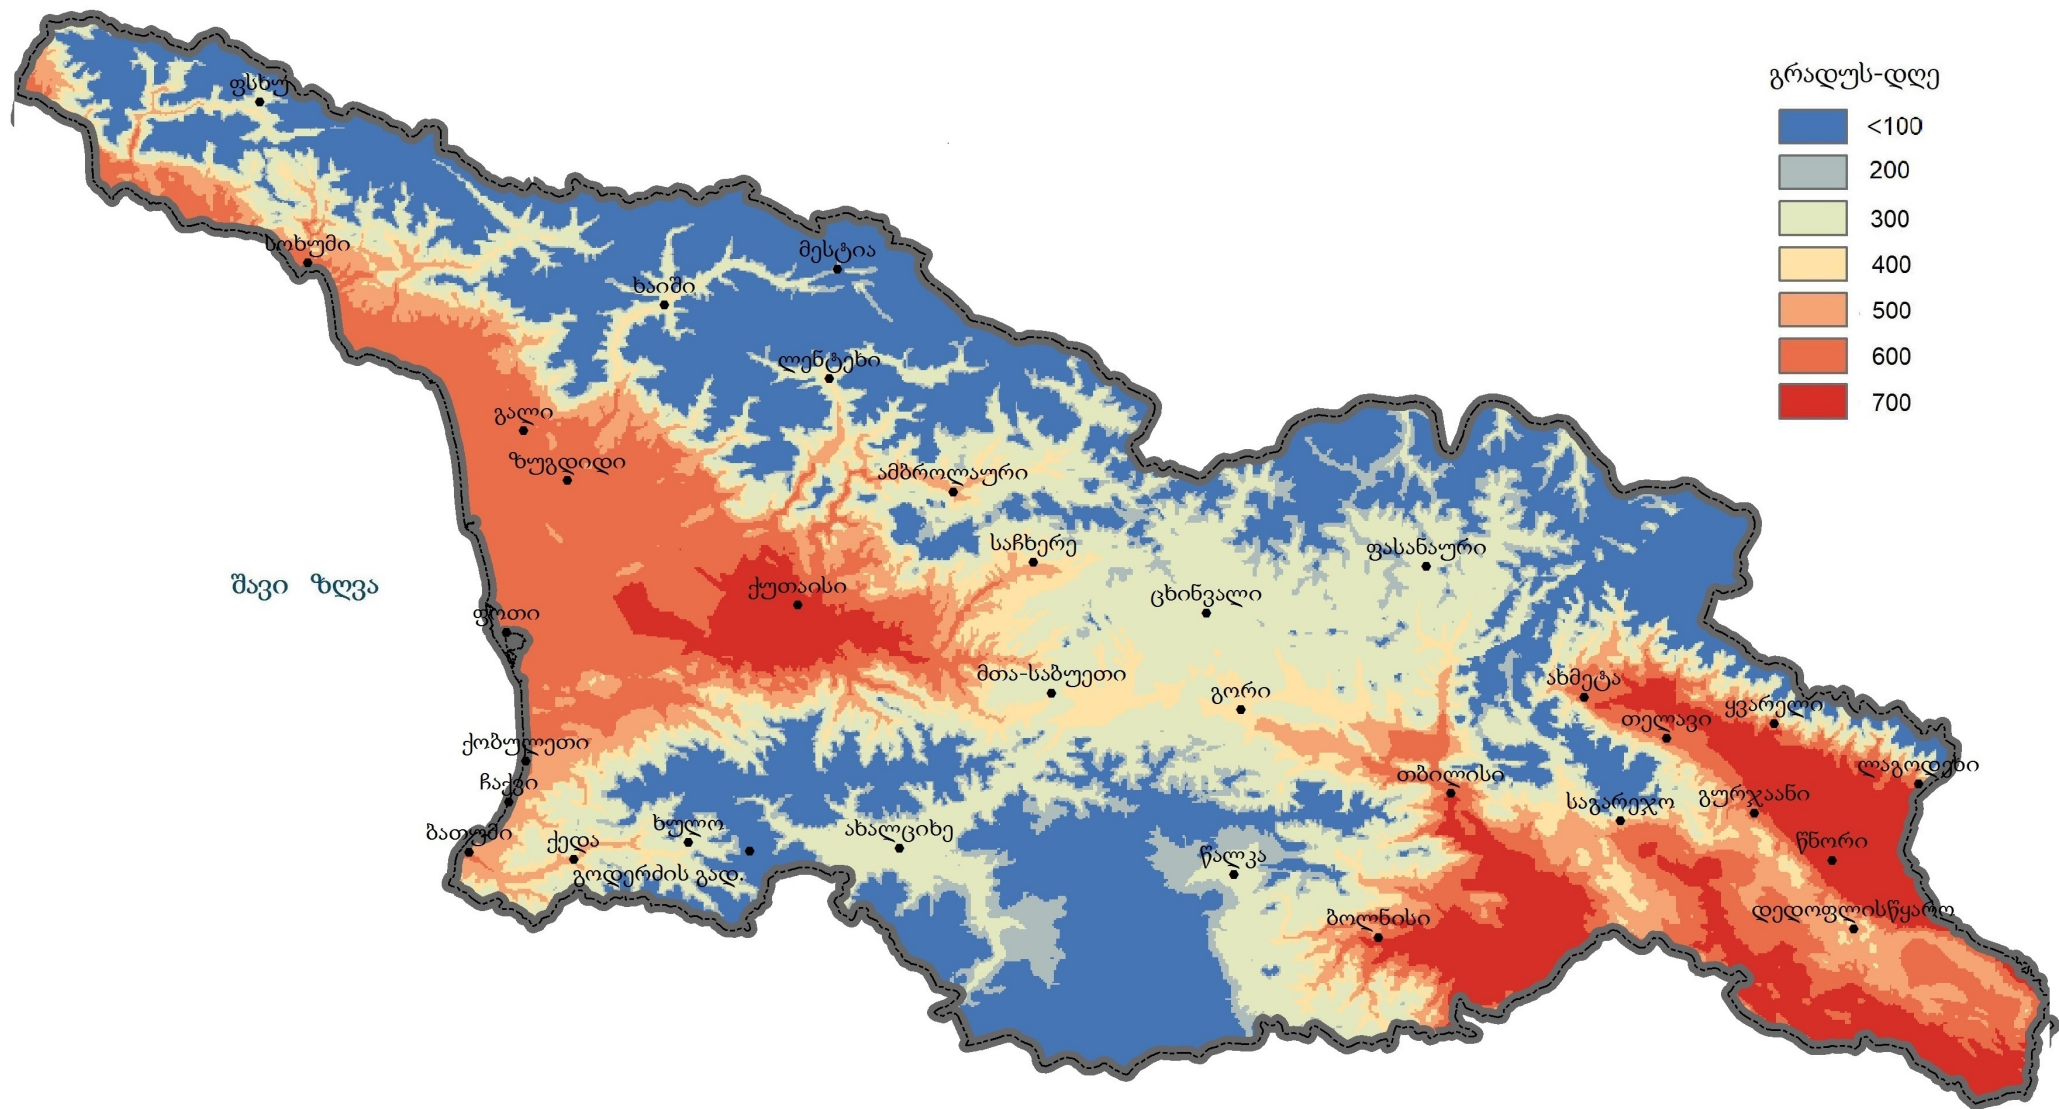 გრადუს-დღე
<100
200
300
400
500
600
700
ფსხუ
სოხუმი
მესტია
ხაიში
ლენტეხი
გალი
ზუგდიდი
ამბროლაური
საჩხერე
ფასანაური
ქუთაისი
ცხინვალი
შავი ზღვა
ფოთი
მთა-საბუეთი
გორი
ახმეტა
თელავი
ყვარელი
ქობულეთი
ჩაქვი
თბილისი
ლაგოდეხი
საგარეჯო
გურჯაანი
ბათუმი
ქედა
ხულო
ახალციხე
წნორი
წალკა
გოდერძის გად.
ბოლნისი
დედოფლისწყარო